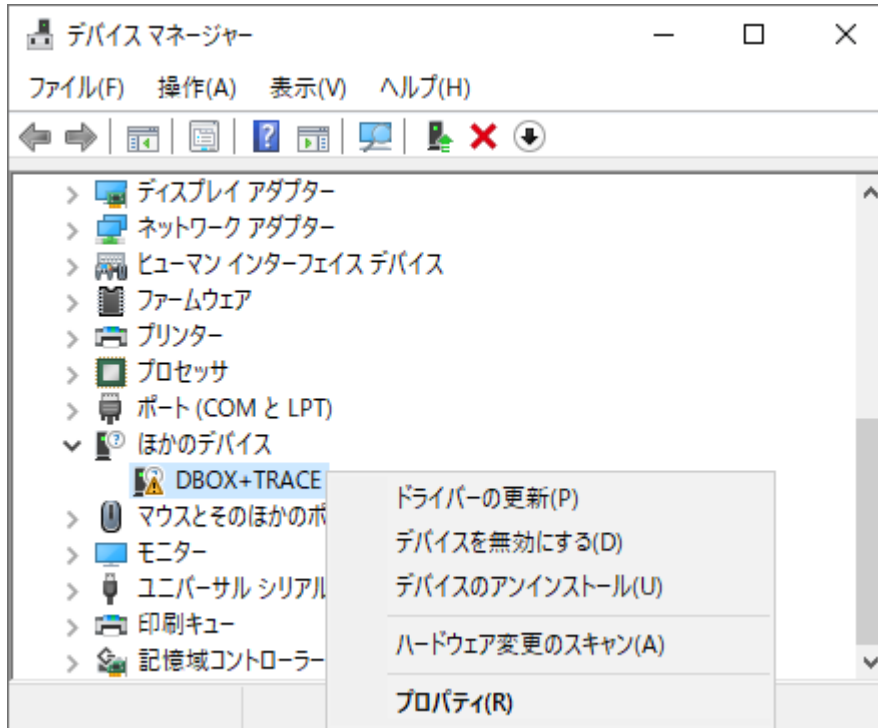 デバイス マネージャー
ファイル(F) 操作(A) 表示(V) ヘルプ(H)
ディスプレイ アダプター
ネットワーク アダプター
ヒューマン インターフェイス デバイス
ファームウェア
プリンター
プロセッサ
ポート (COM と LPT)
ほかのデバイス
DBOX+TRACE
マウスとそのほかのポ
モニター
ユニバーサル シリアル
印刷キュー
記憶域コントローラー
ドライバーの更新(P)
デバイスを無効にする(D)
デバイスのアンインストール(U)
ハードウェア変更のスキャン(A)
プロパティ(R)